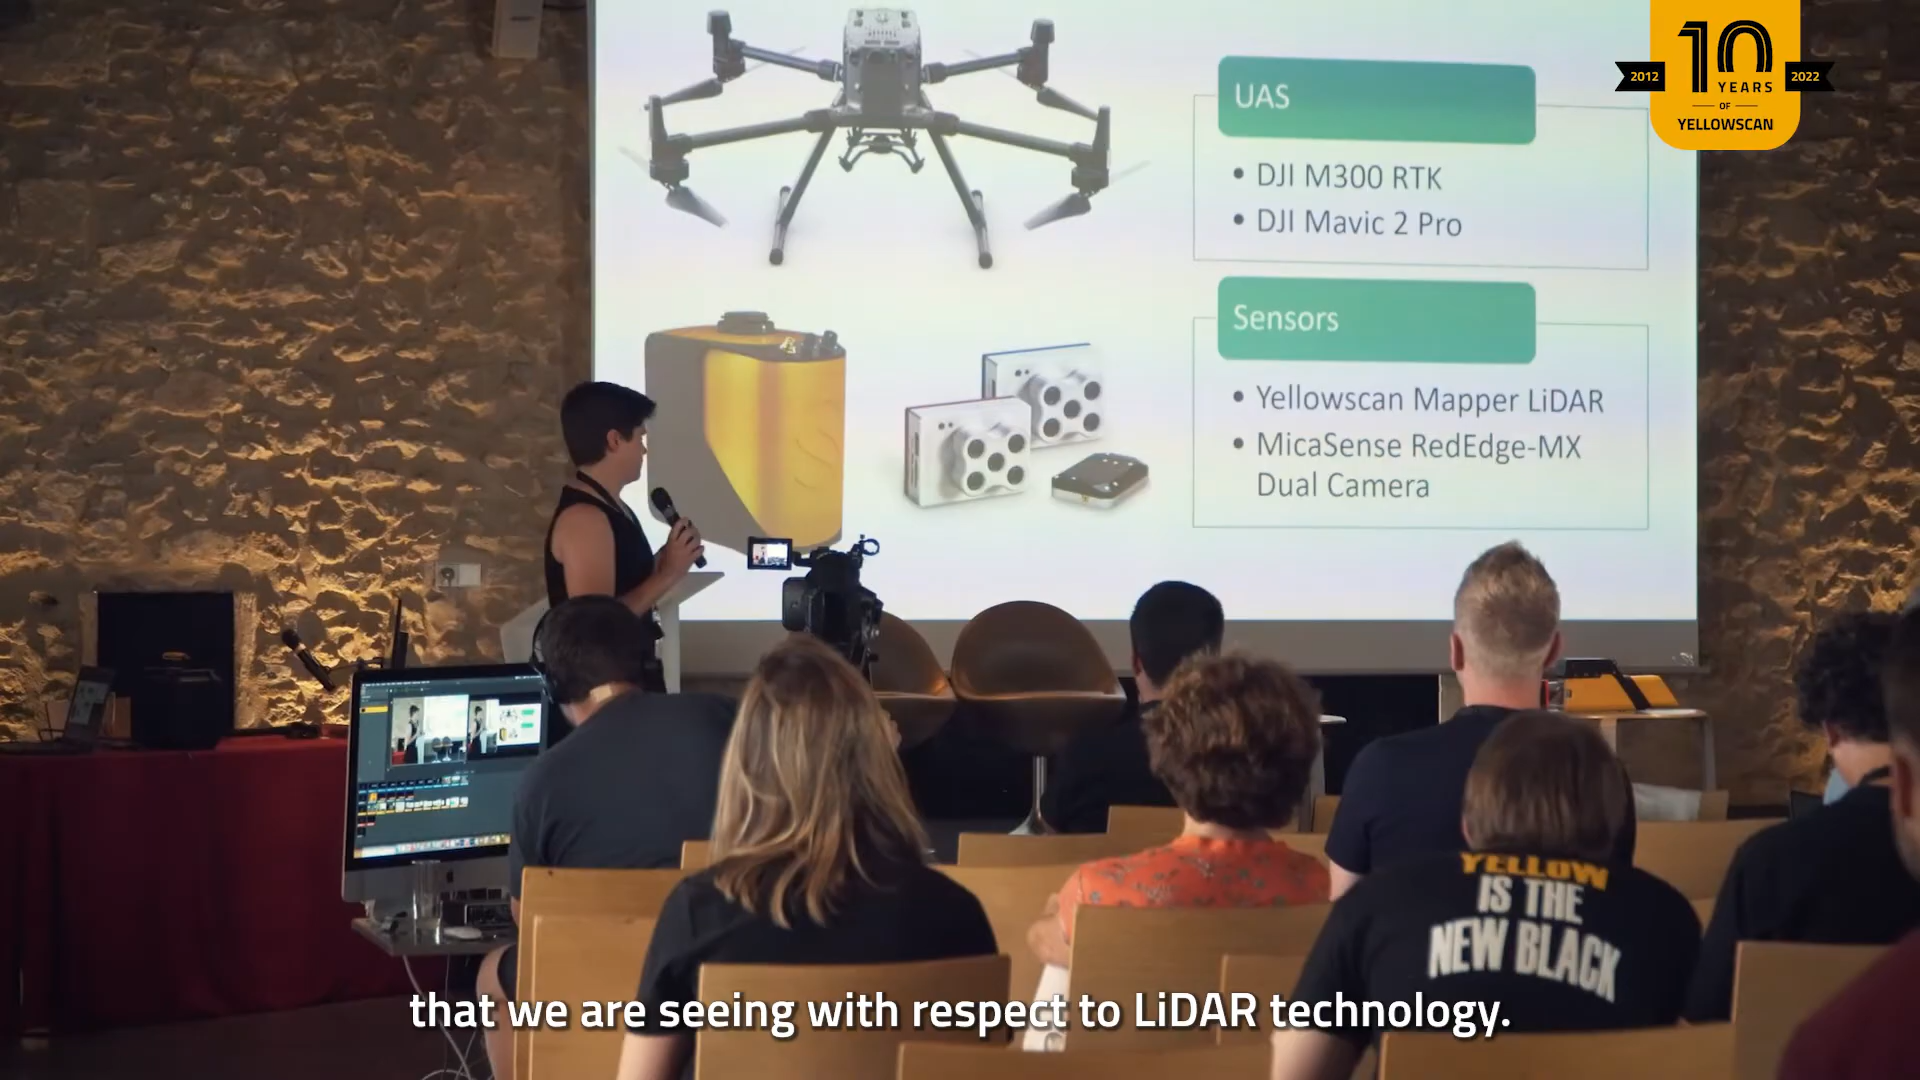 2012
10
YEARS
OF
YELLOWSCAN
2022
UAS
• DJI M300 RTK
• DJI Mavic 2 Pro
Sensors
• Yellowscan Mapper LiDAR
• MicaSense RedEdge-MX
Dual Camera
YELLOW
IS THE
NEW BLACK
that we are seeing with respect to LiDAR technology.